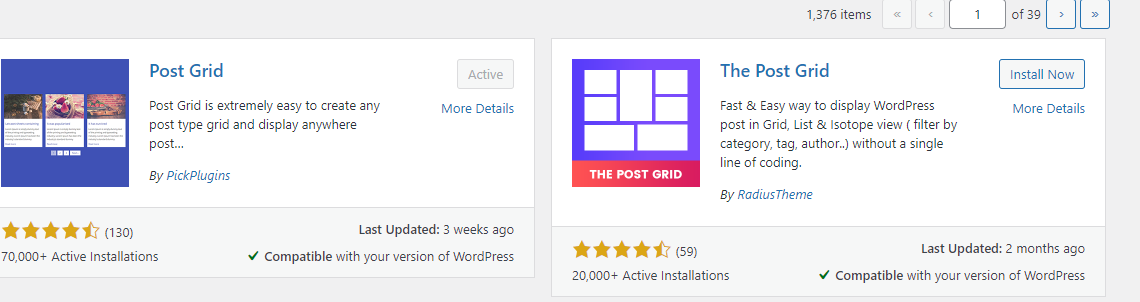 1,376 items « ‹ 1 of 39 › »
Post Grid
Active
Post Grid is extremely easy to create any
post type grid and display anywhere
post...
More Details
By PickPlugins
(130)
Last Updated: 3 weeks ago
70,000+ Active Installations
✔ Compatible with your version of WordPress
THE POST GRID
The Post Grid
Install Now
Fast & Easy way to display WordPress
post in Grid, List & Isotope view ( filter by
category, tag, author..) without a single
line of coding.
More Details
By RadiusTheme
(59)
Last Updated: 2 months ago
20,000+ Active Installations
✔ Compatible with your version of WordPress